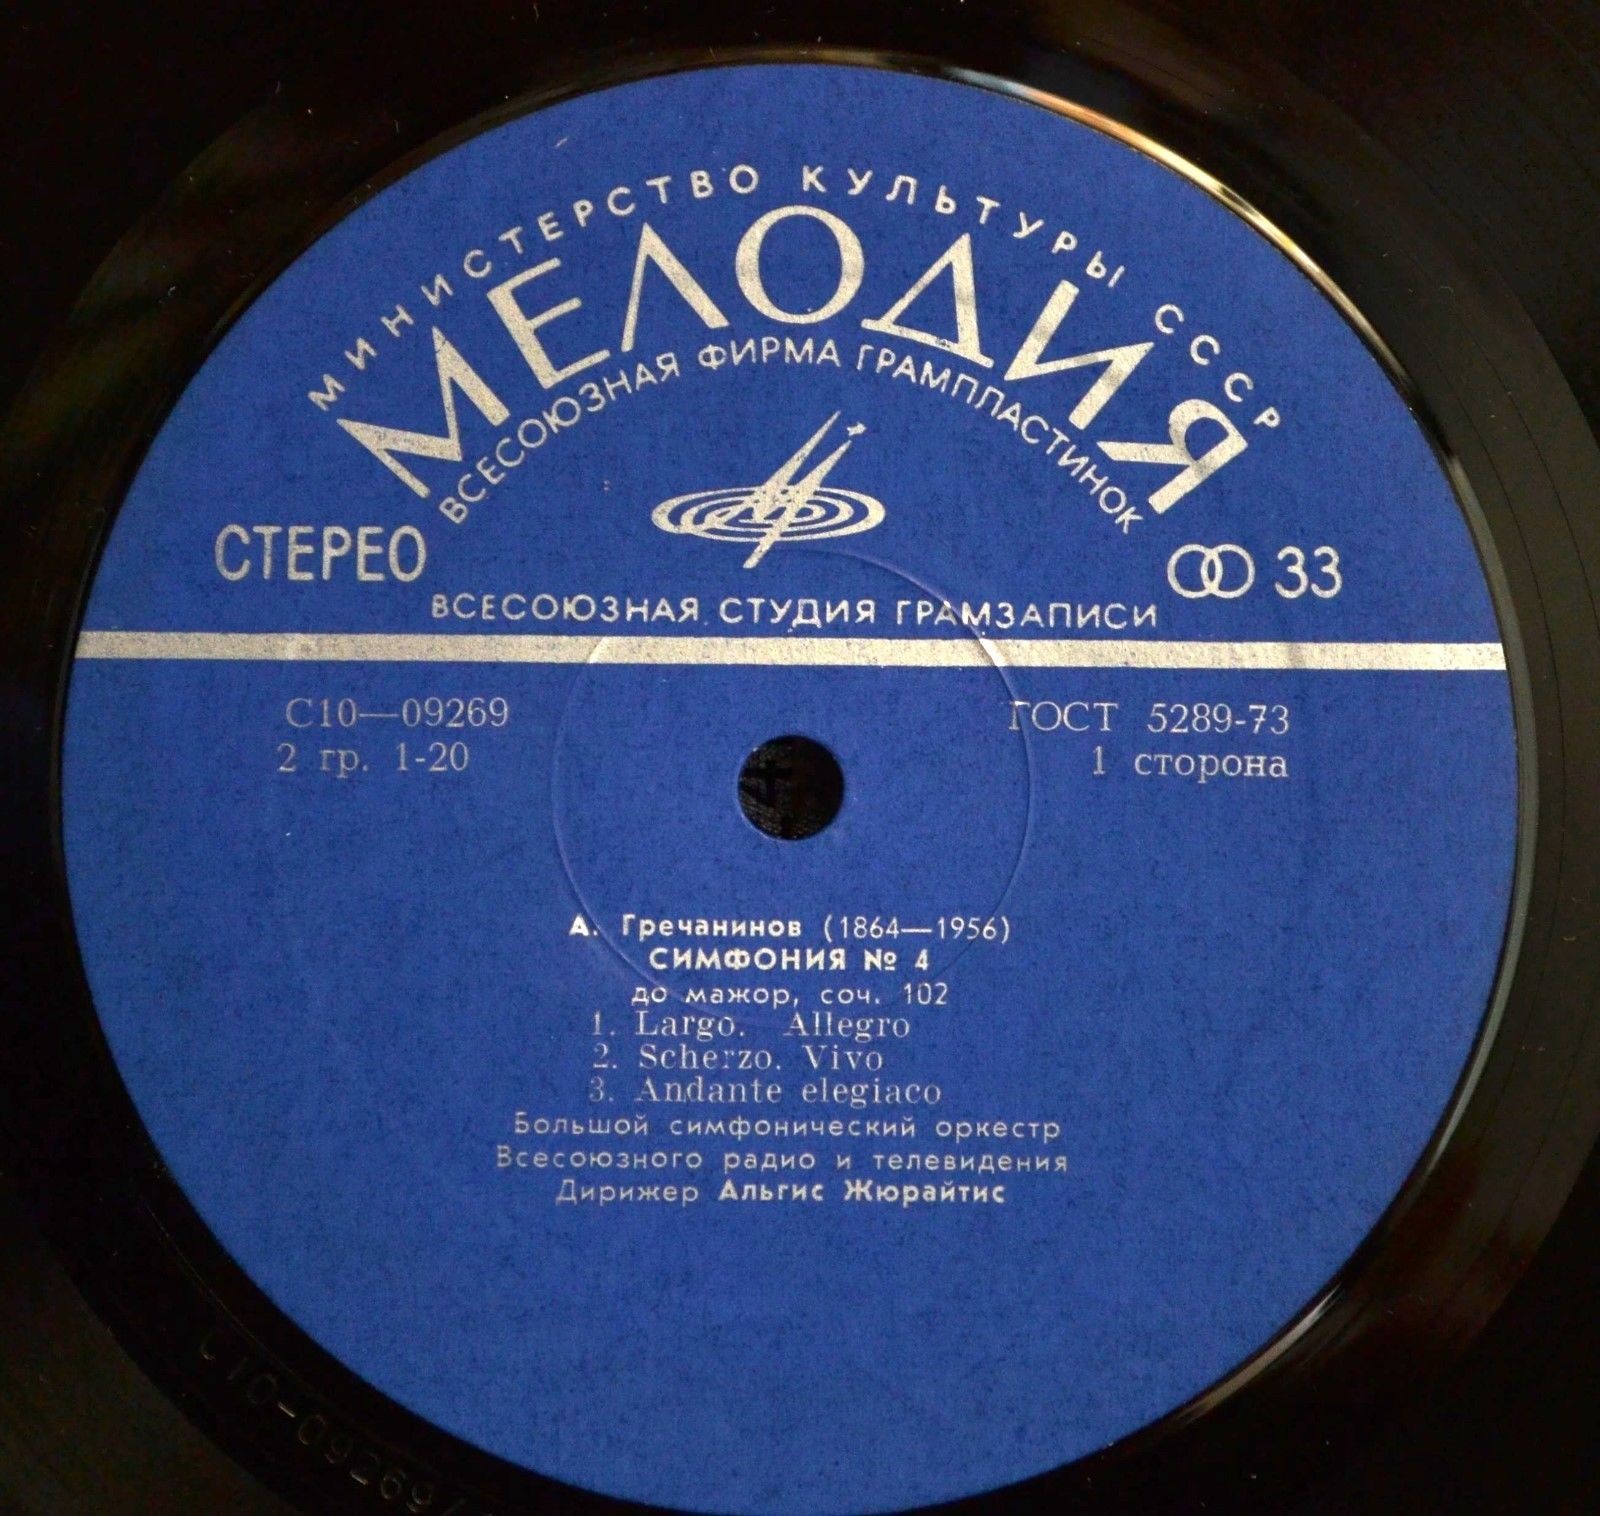 МИНИСТЕРСТВО КУЛЬТУРЫ СССР
МЕЛОДИЯ
ВСЕСОЮЗНАЯ ФИРМА ГРАМПЛАСТИНОК
СТЕРЕО
33
ВСЕСОЮЗНАЯ СТУДИЯ ГРАМЗАПИСИ
С10—09269
ГОСТ 5289-73
2 гр. 1-20
1 сторона
А. Гречанинов (1864—1956)
СИМФОНИЯ № 4
до мажор, соч. 102
1. Largo. Allegro
2. Scherzo. Vivo
3. Andante elegiaco
Большой симфонический оркестр
Всесоюзного радио и телевидения
Дирижер Альгис Жюрайтис
С10-09269/